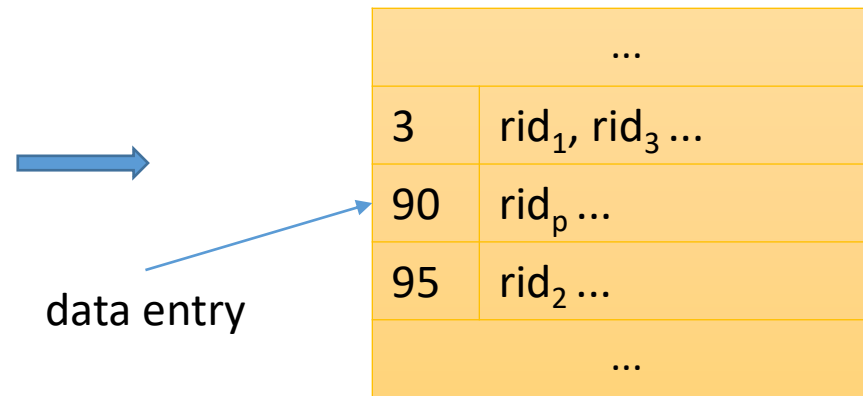 ...
3 rid₁, rid₃ ...
90 ridₚ ...
95 rid₂ ...
...
data entry